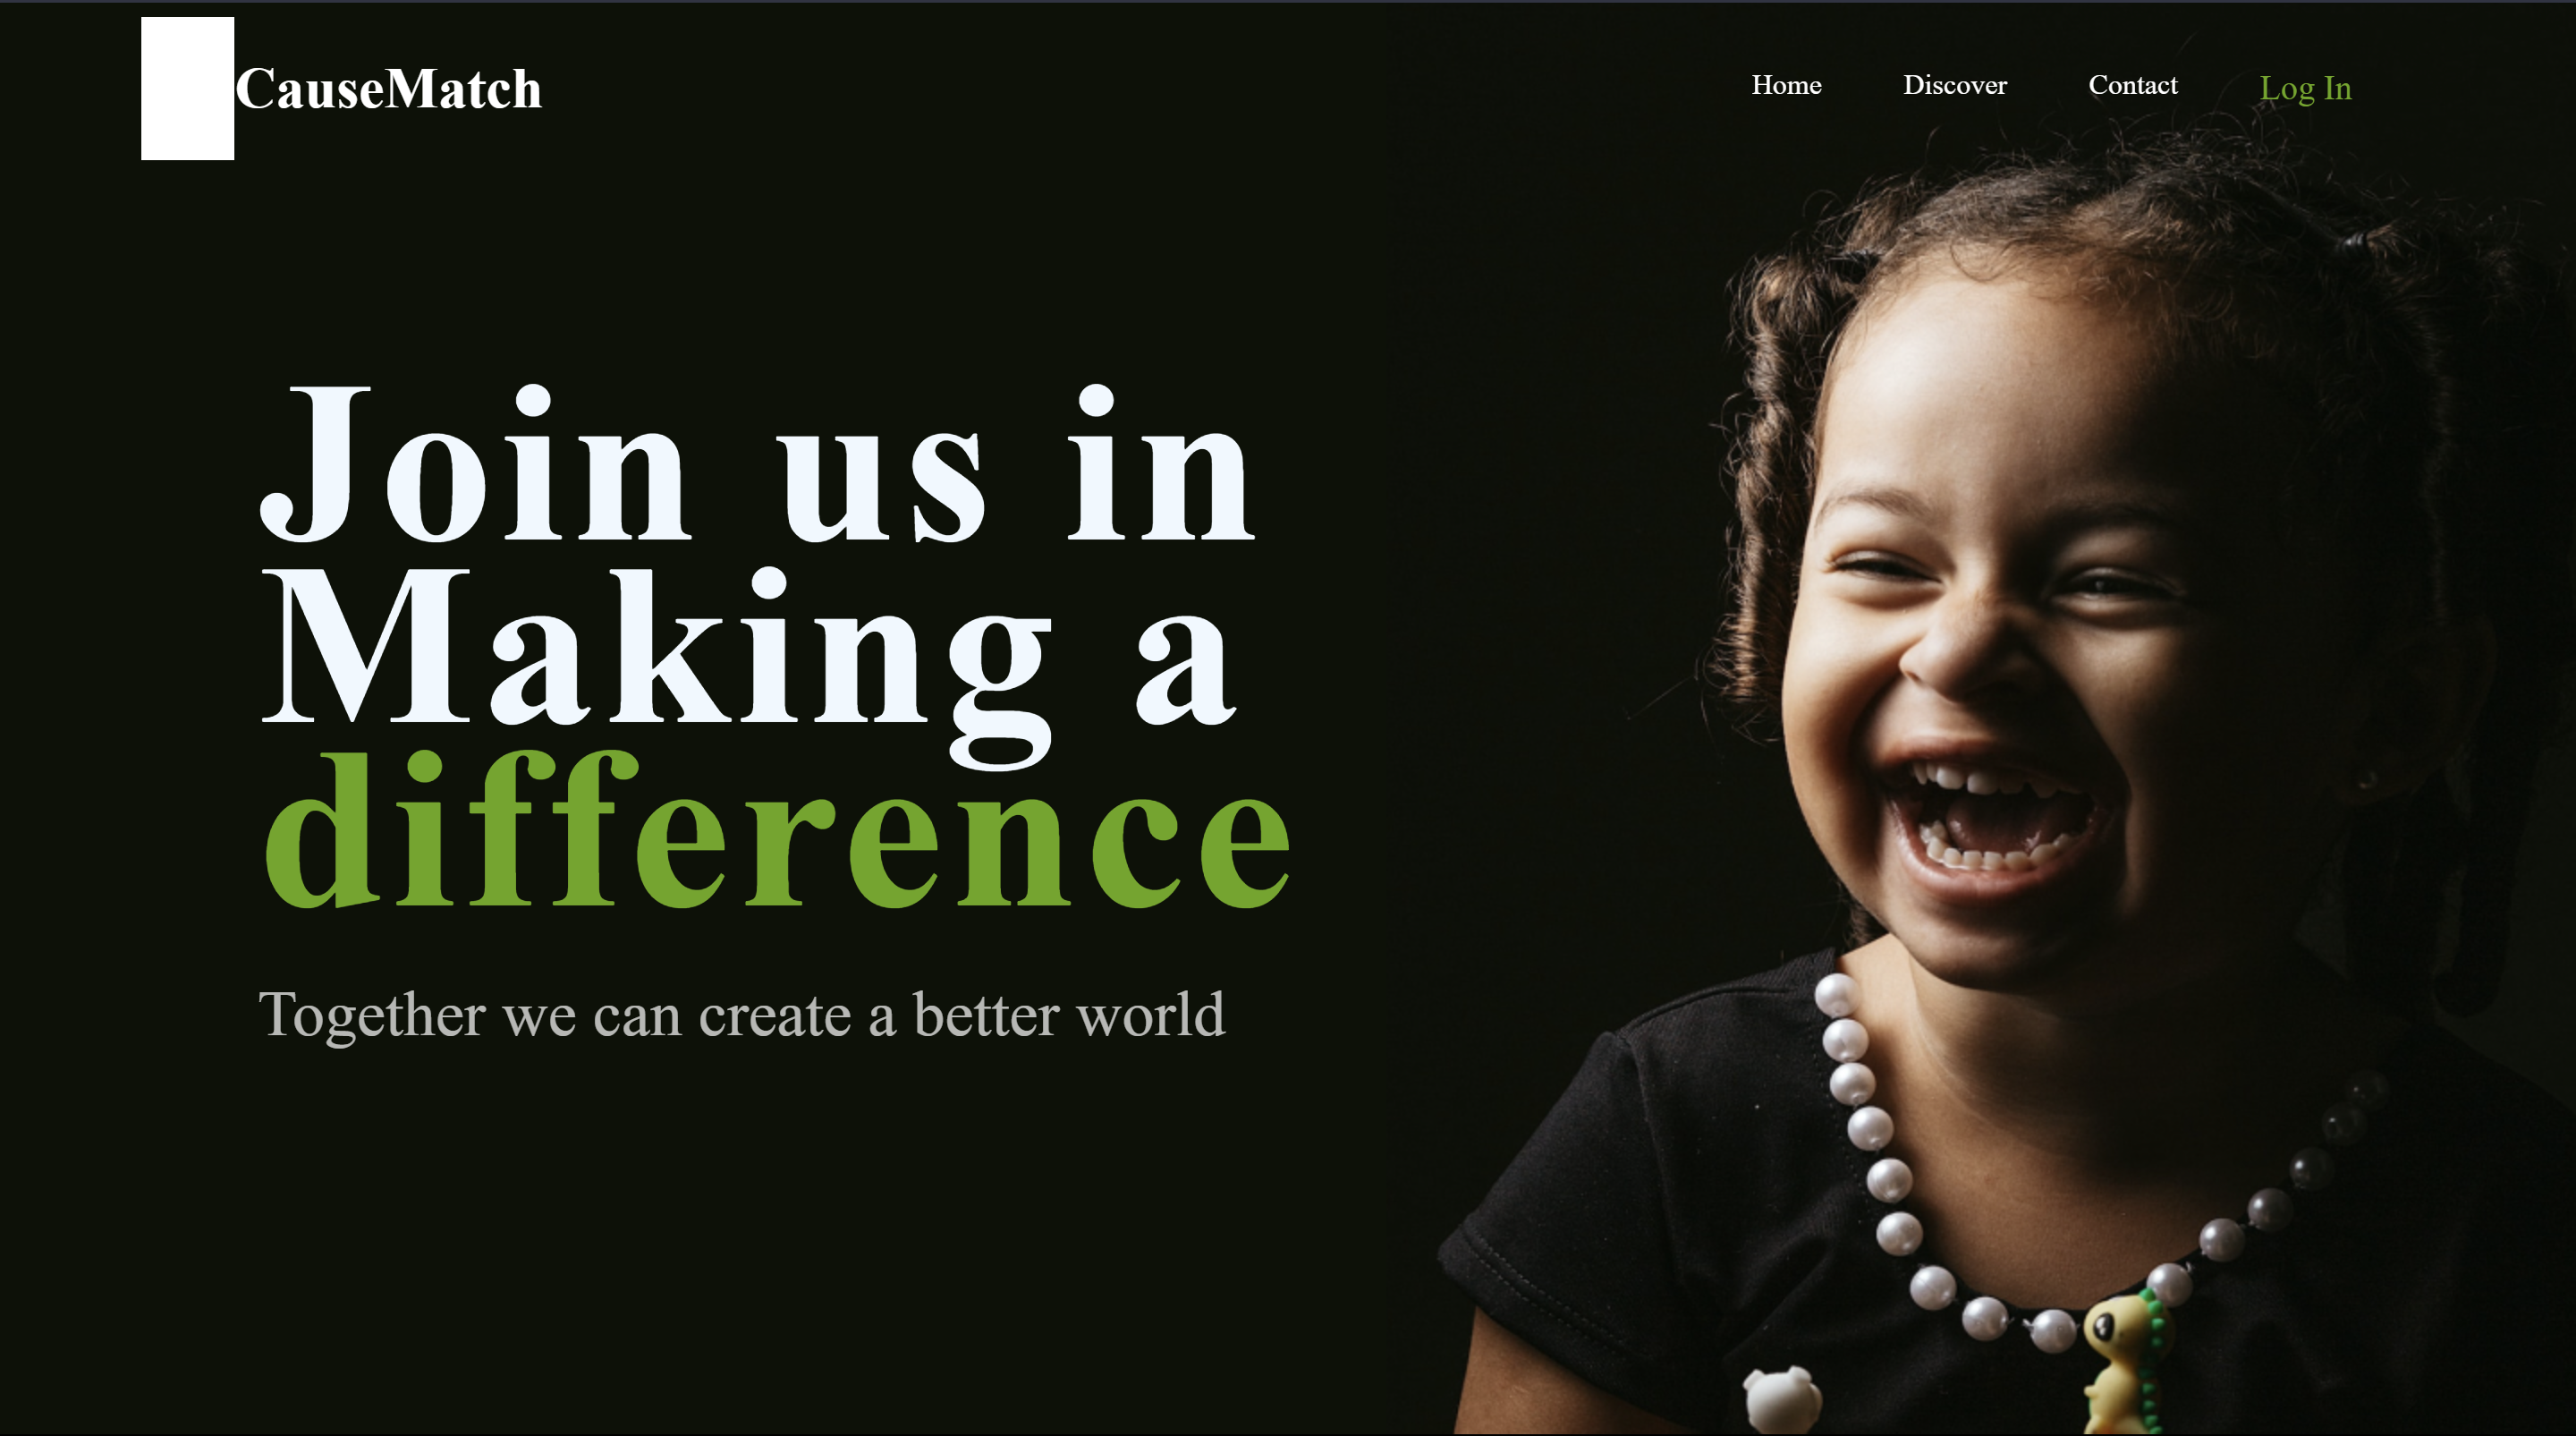 CauseMatch
Home Discover Contact Log In
Join us in
Making a
difference
Together we can create a better world